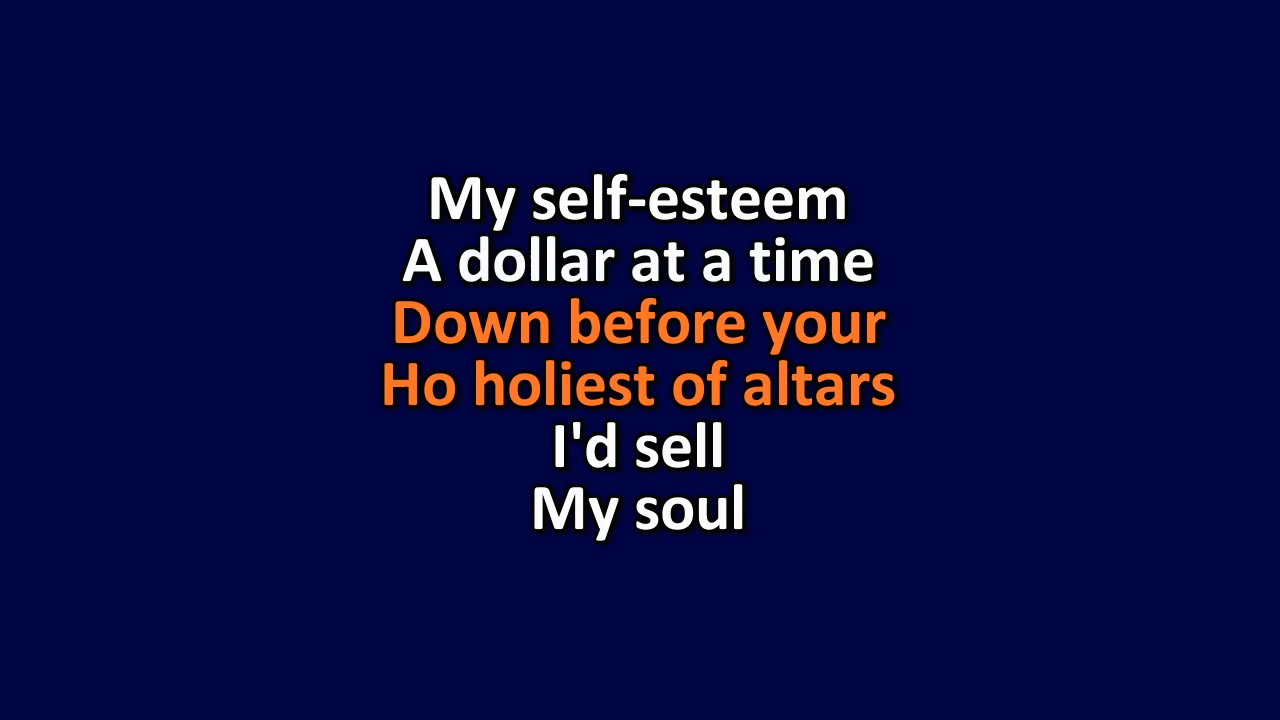 My self-esteem
A dollar at a time
Down before your
Ho holiest of altars
I'd sell
My soul